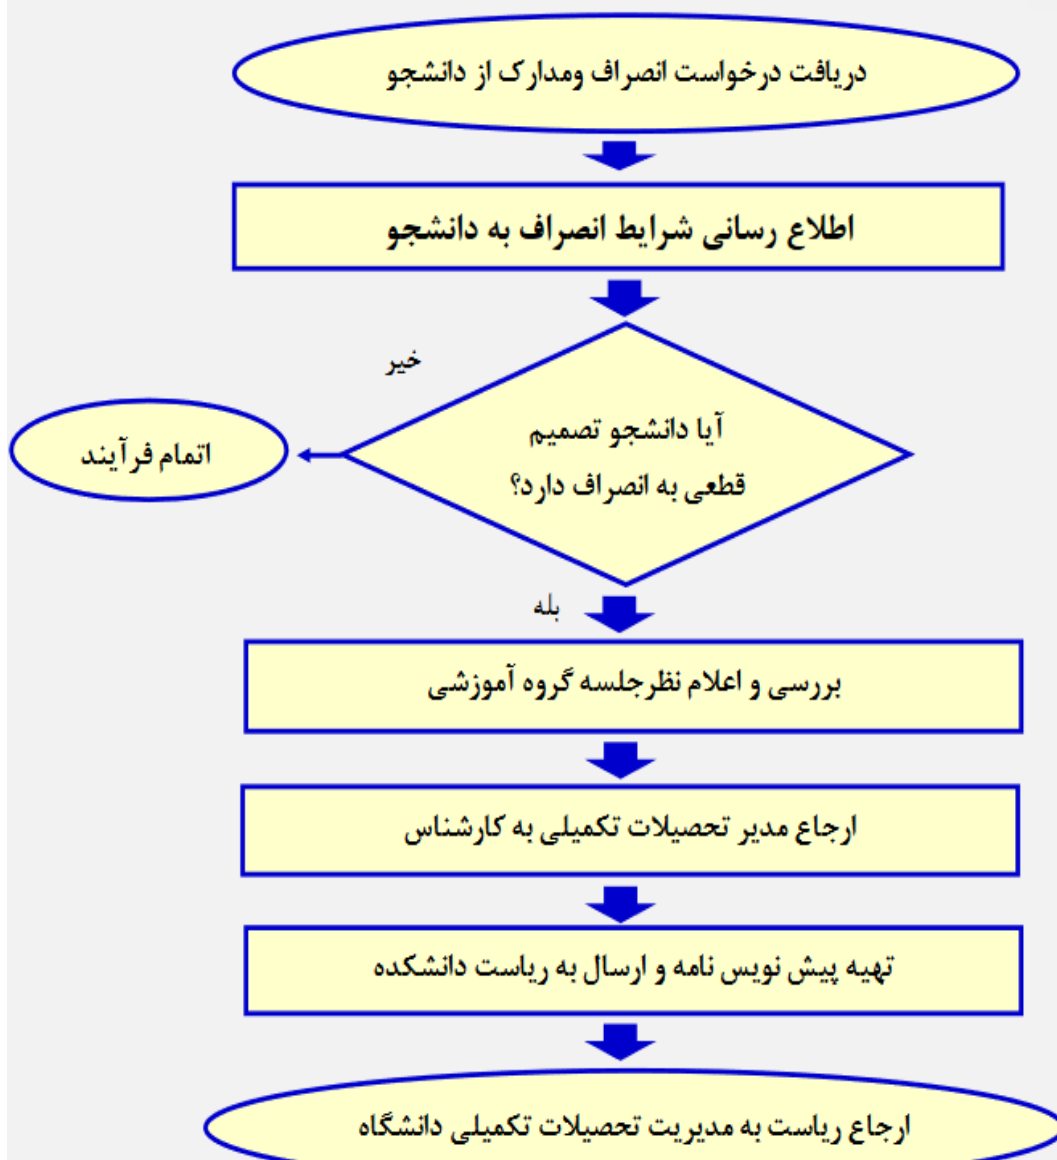 دریافت درخواست انصراف ومدارک از دانشجو
اطلاع رسانی شرایط انصراف به دانشجو
خیر
آیا دانشجو تصمیم
قطعی به انصراف دارد؟
اتمام فرآیند
بله
بررسی و اعلام نظرجلسه گروه آموزشی
ارجاع مدیر تحصیلات تکمیلی به کارشناس
تهیه پیش نویس نامه و ارسال به ریاست دانشکده
ارجاع ریاست به مدیریت تحصیلات تکمیلی دانشگاه